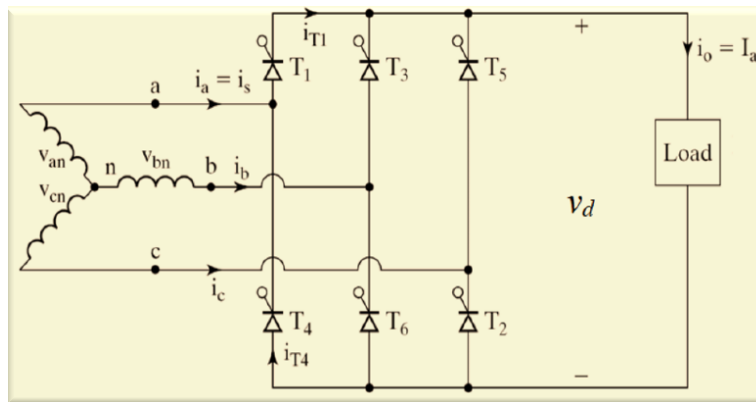 i_T1
+
i_o = I_a
T_1
T_3
T_5
a
i_a = i_s
v_an
n
v_bn
b
i_b
v_cn
v_d
Load
c
i_c
T_4
T_6
T_2
i_T4
–